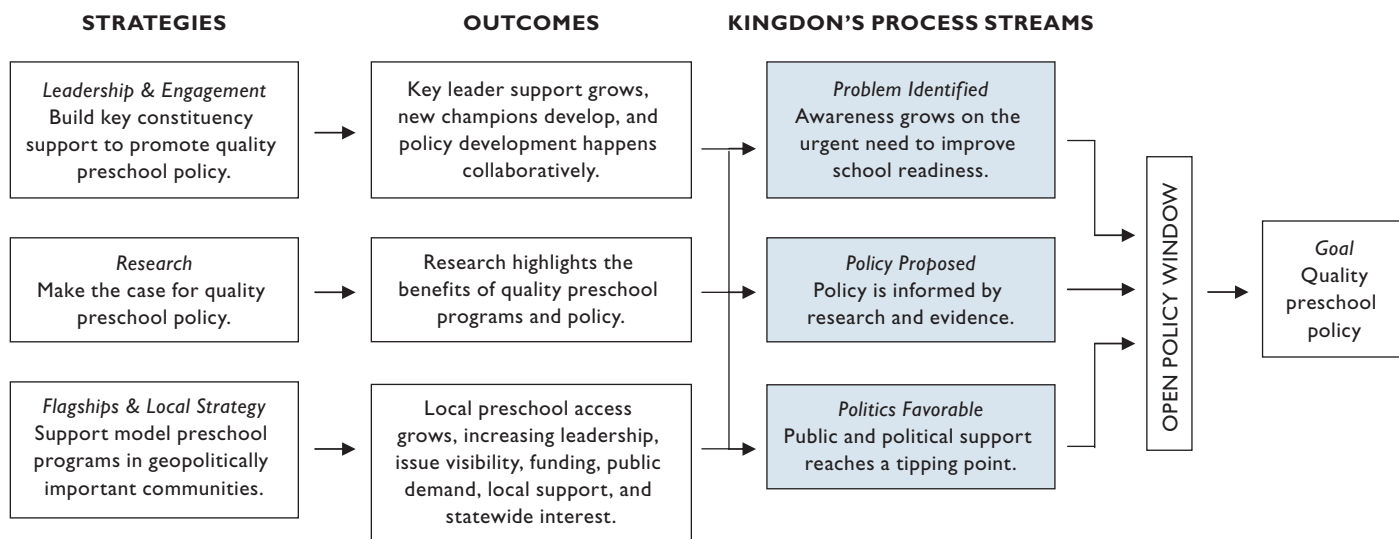 STRATEGIES
OUTCOMES
KINGDON’S PROCESS STREAMS
Leadership & Engagement
Build key constituency
support to promote quality
preschool policy.
Key leader support grows,
new champions develop, and
policy development happens
collaboratively.
Problem Identified
Awareness grows on the
urgent need to improve
school readiness.
Research
Make the case for quality
preschool policy.
Research highlights the
benefits of quality preschool
programs and policy.
Policy Proposed
Policy is informed by
research and evidence.
Flagships & Local Strategy
Support model preschool
programs in geopolitically
important communities.
Local preschool access
grows, increasing leadership,
issue visibility, funding, public
demand, local support, and
statewide interest.
Politics Favorable
Public and political support
reaches a tipping point.
OPEN POLICY WINDOW
Goal
Quality
preschool
policy